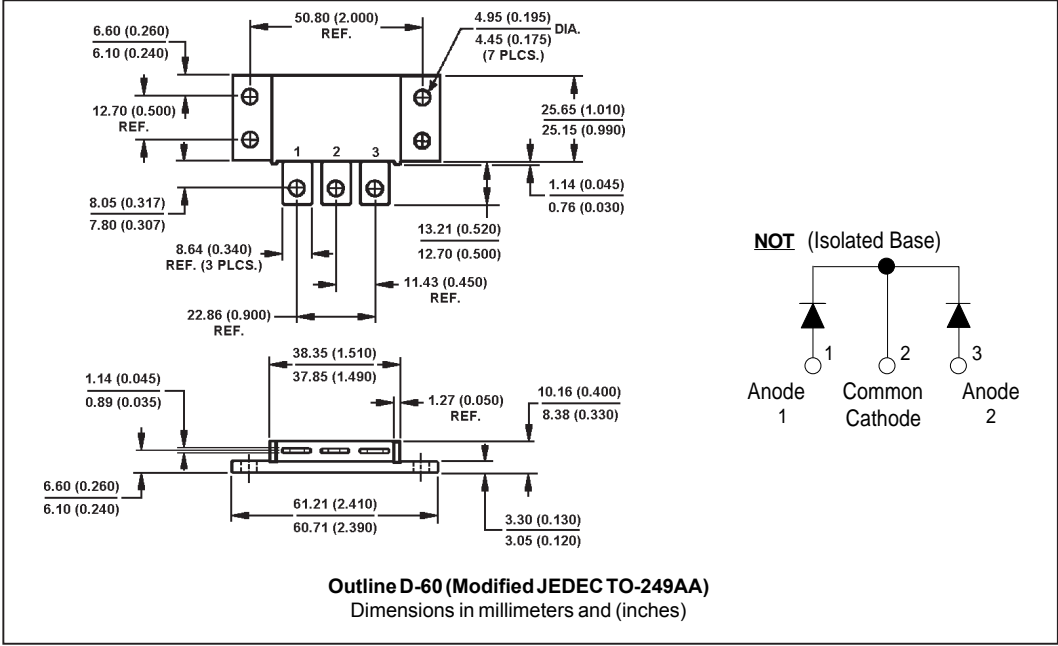 50.80 (2.000)
REF.
4.95 (0.195)
4.45 (0.175)
DIA.
(7 PLCS.)
6.60 (0.260)
6.10 (0.240)
12.70 (0.500)
REF.
25.65 (1.010)
25.15 (0.990)
1 2 3
8.05 (0.317)
7.80 (0.307)
1.14 (0.045)
0.76 (0.030)
13.21 (0.520)
12.70 (0.500)
8.64 (0.340)
REF. (3 PLCS.)
11.43 (0.450)
REF.
22.86 (0.900)
REF.
38.35 (1.510)
37.85 (1.490)
1.14 (0.045)
0.89 (0.035)
1.27 (0.050)
REF.
10.16 (0.400)
8.38 (0.330)
6.60 (0.260)
6.10 (0.240)
61.21 (2.410)
60.71 (2.390)
3.30 (0.130)
3.05 (0.120)
NOT (Isolated Base)
1 2 3
Anode Common Anode
1 Cathode 2
Outline D-60 (Modified JEDEC TO-249AA)
Dimensions in millimeters and (inches)